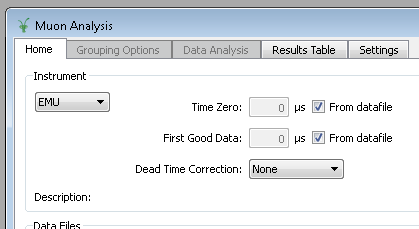 Muon Analysis
Home Grouping Options Data Analysis Results Table Settings
Instrument
EMU Time Zero: 0 µs From datafile
First Good Data: 0 µs From datafile
Dead Time Correction: None
Description:
Data Files